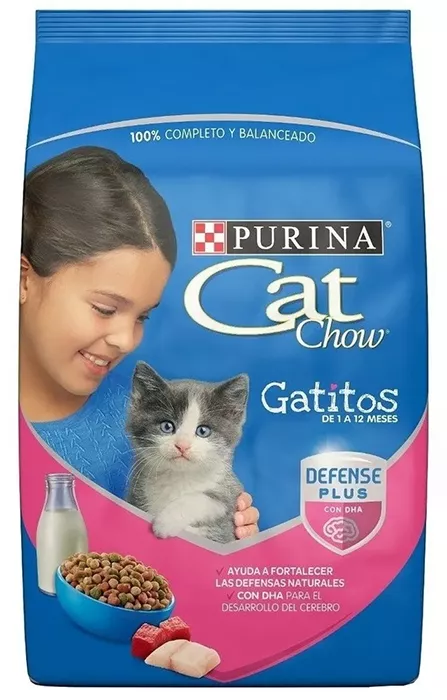 100% COMPLETO Y BALANCEADO
PURINA®
Cat
Chow®
Gatitos
DE 1 A 12 MESES
DEFENSE
PLUS
CON DHA
✓ AYUDA A FORTALECER
LAS DEFENSAS NATURALES
✓ CON DHA PARA EL
DESARROLLO DEL CEREBRO